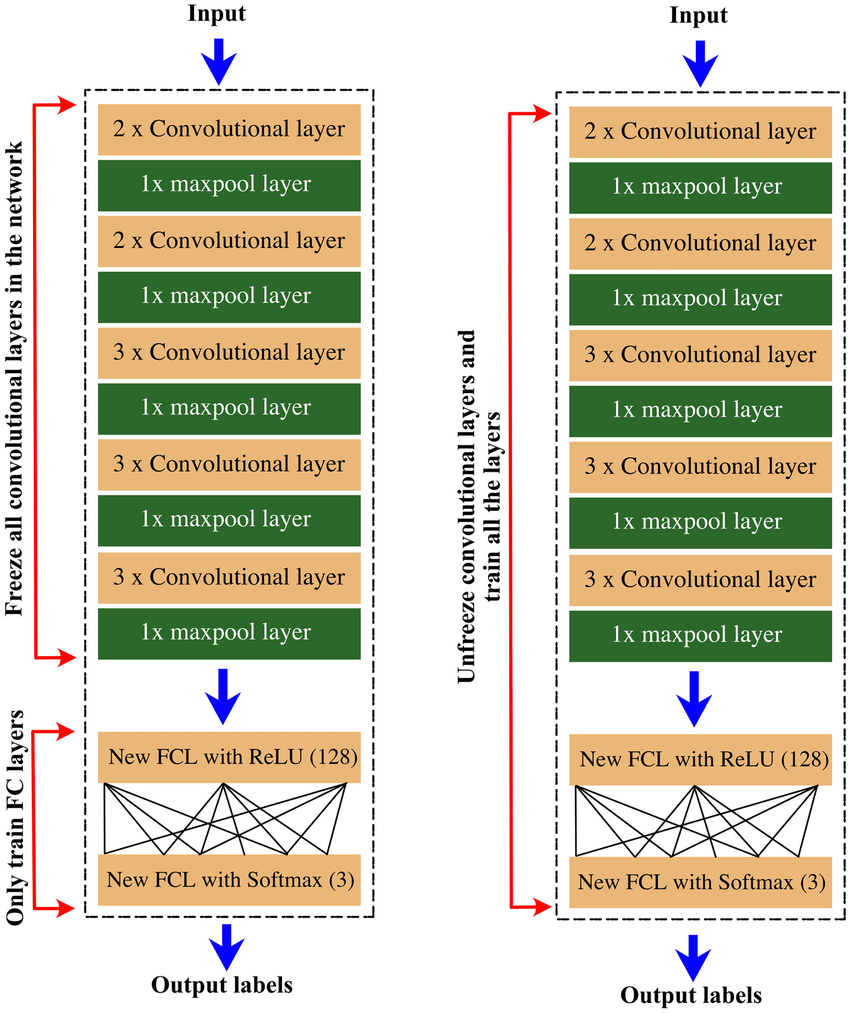 Input
Freeze all convolutional layers in the network
2 x Convolutional layer
1x maxpool layer
2 x Convolutional layer
1x maxpool layer
3 x Convolutional layer
1x maxpool layer
3 x Convolutional layer
1x maxpool layer
3 x Convolutional layer
1x maxpool layer
Only train FC layers
New FCL with ReLU (128)
New FCL with Softmax (3)
Output labels
Input
Unfreeze convolutional layers and
train all the layers
2 x Convolutional layer
1x maxpool layer
2 x Convolutional layer
1x maxpool layer
3 x Convolutional layer
1x maxpool layer
3 x Convolutional layer
1x maxpool layer
3 x Convolutional layer
1x maxpool layer
New FCL with ReLU (128)
New FCL with Softmax (3)
Output labels